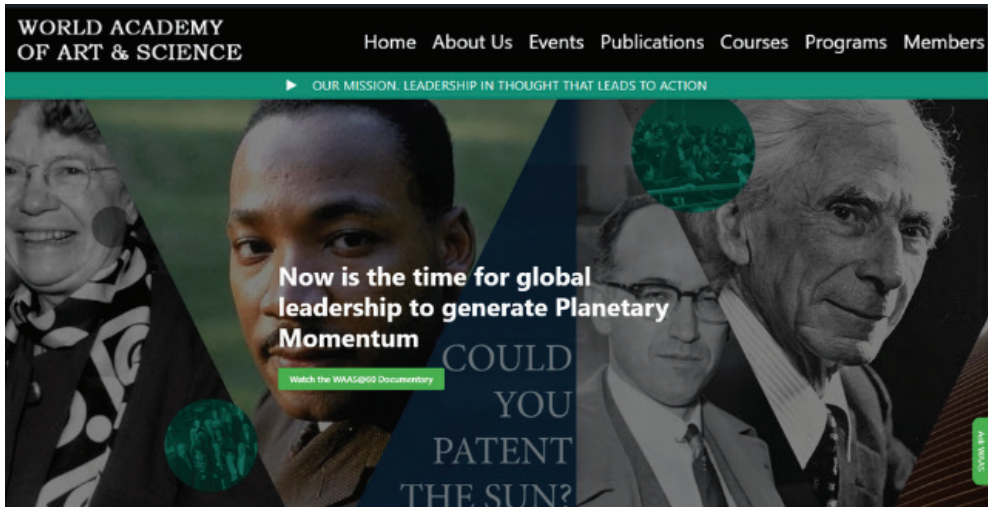 WORLD ACADEMY
OF ART & SCIENCE
Home About Us Events Publications Courses Programs Members
OUR MISSION. LEADERSHIP IN THOUGHT THAT LEADS TO ACTION
Now is the time for global
leadership to generate Planetary
Momentum
Watch the WAAS@60 Documentary
COULD
YOU
PATENT
THE SUN?
Ask WAAS